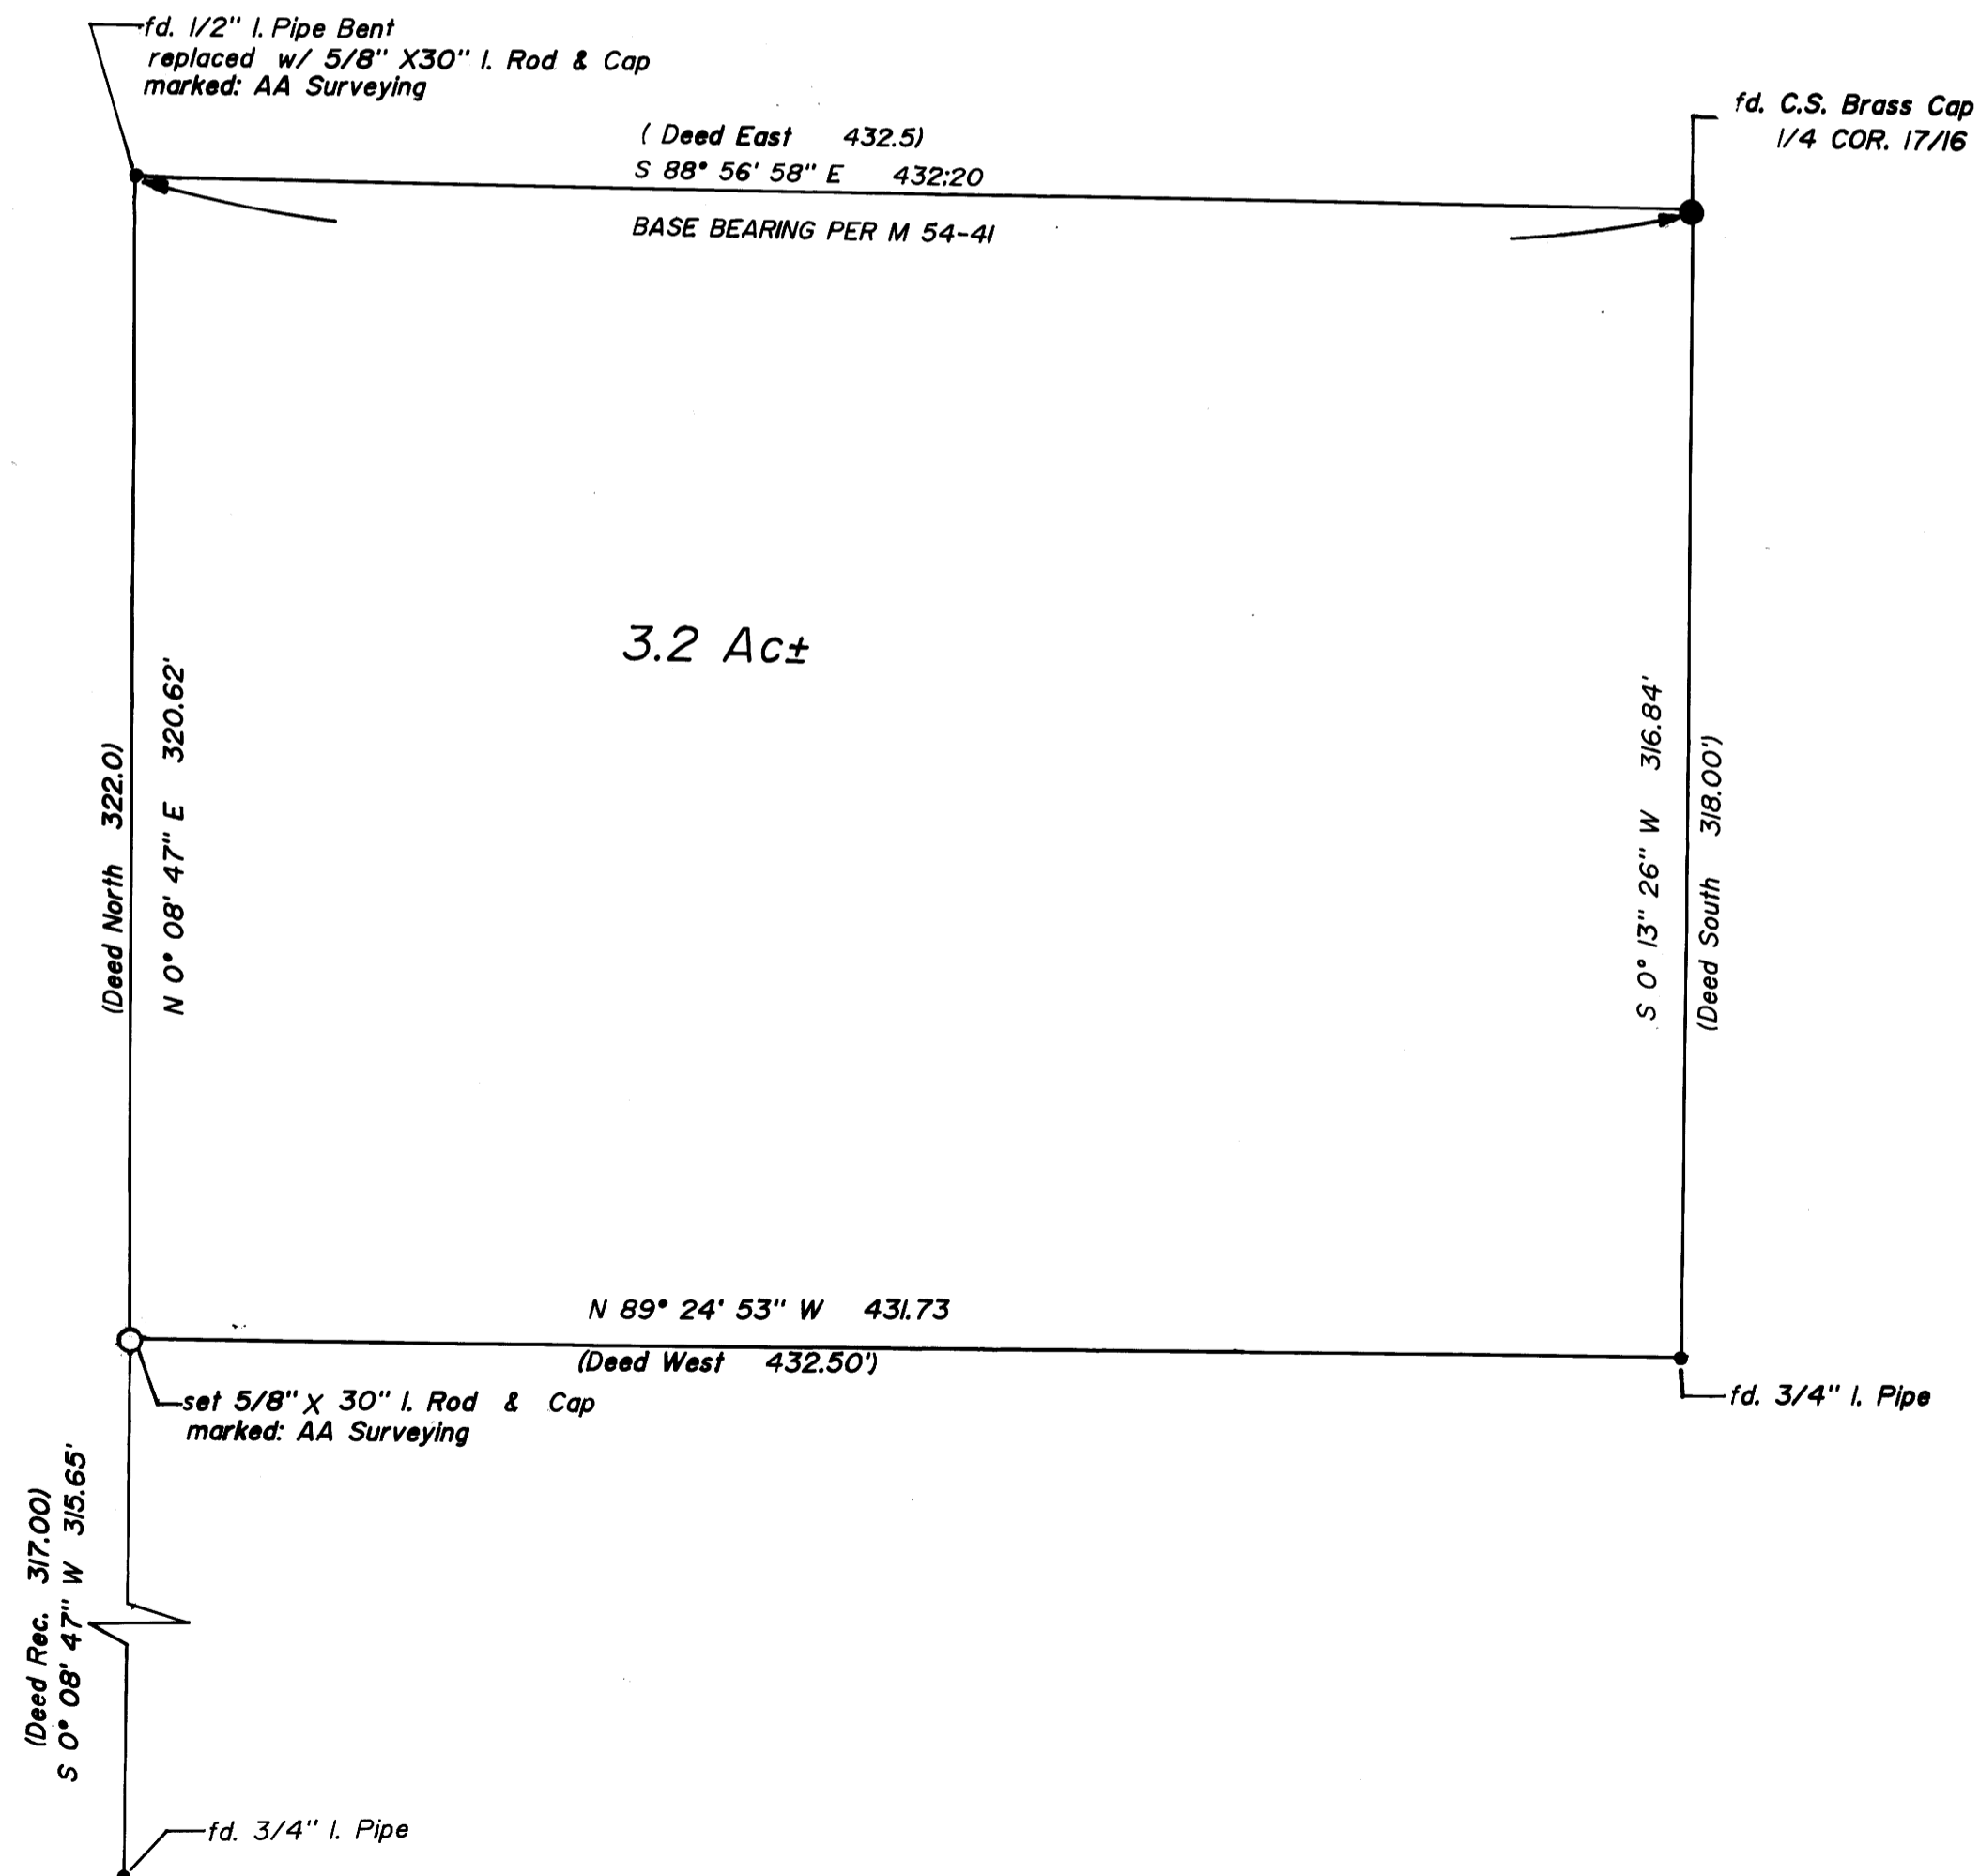 fd. 1/2" I. Pipe Bent
replaced w/ 5/8" X30" I. Rod & Cap
marked: AA Surveying
fd. C.S. Brass Cap
1/4 COR. 17/16
( Deed East 432.5)
S 88° 56' 58" E 432:20
BASE BEARING PER M 54-41
3.2 Ac±
(Deed North 322.0)
N 0° 08' 47" E 320.62'
S 0° 13" 26" W 316.84'
(Deed South 318.00')
N 89° 24' 53" W 431.73
(Deed West 432.50')
set 5/8" X 30" I. Rod & Cap
marked: AA Surveying
fd. 3/4" I. Pipe
(Deed Rec. 317.00)
S 0° 08' 47" W 315.65'
fd. 3/4" I. Pipe